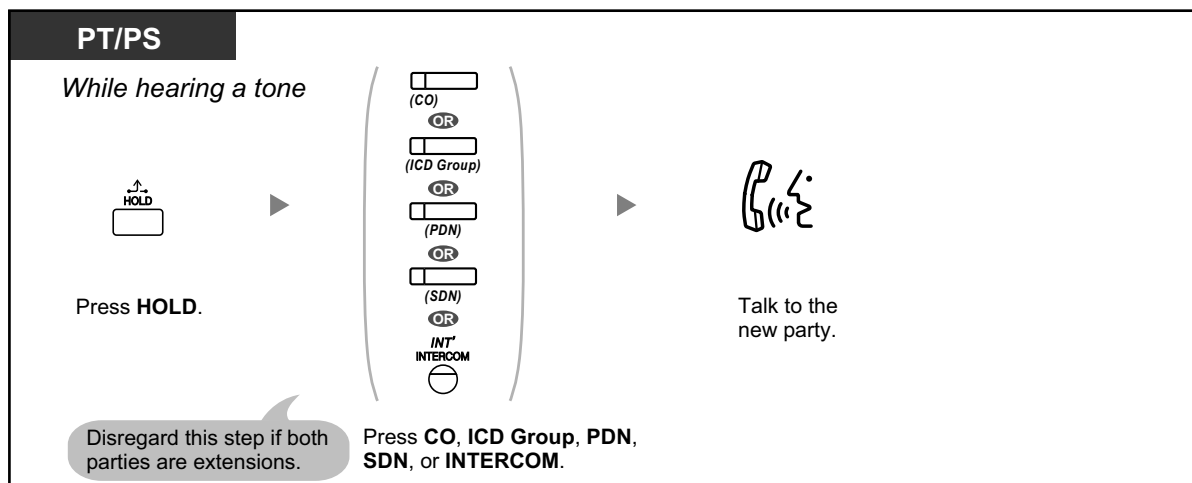 PT/PS
While hearing a tone
HOLD
Press HOLD.
(CO)
OR
(ICD Group)
OR
(PDN)
OR
(SDN)
OR
INT'
INTERCOM
Disregard this step if both
parties are extensions.
Press CO, ICD Group, PDN,
SDN, or INTERCOM.
Talk to the
new party.